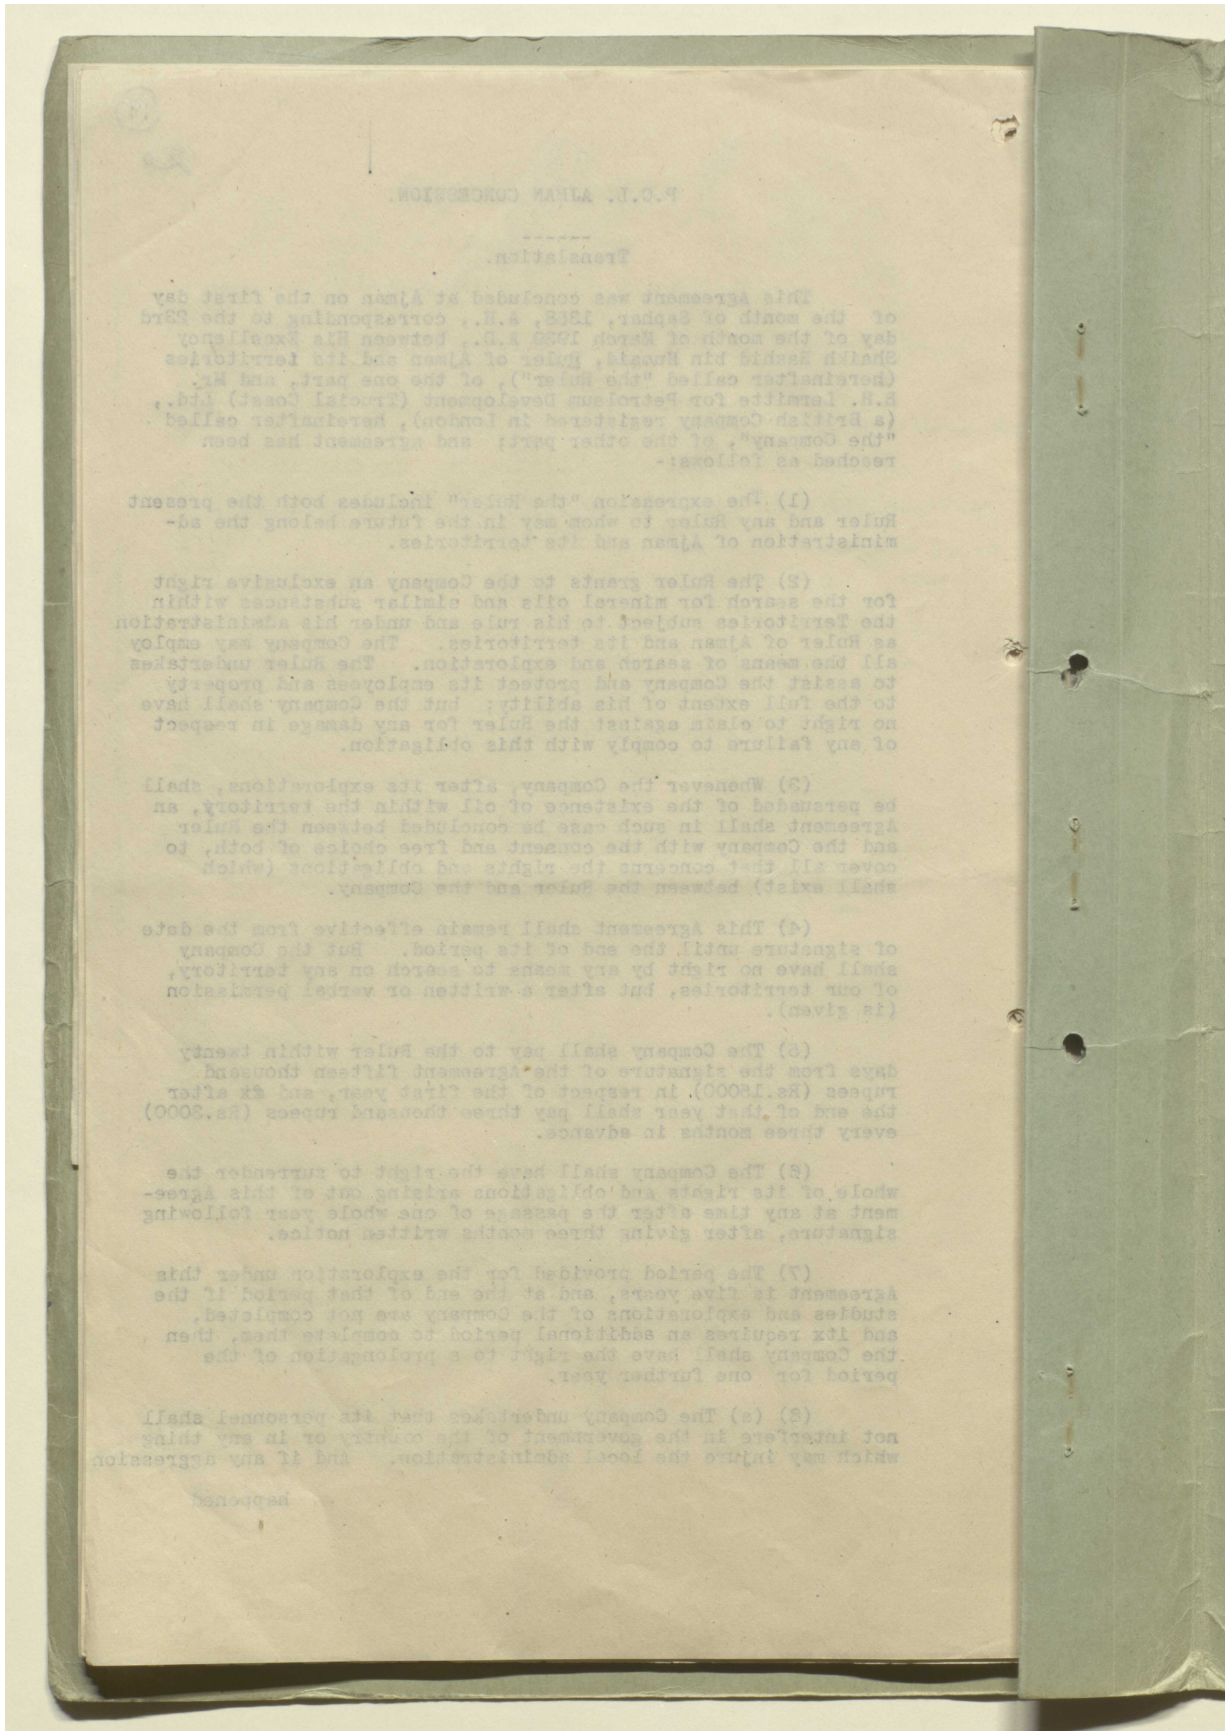 P.C.L. AJMAN CONCESSION.
Translation.
This Agreement was concluded at Ajman on the first day
of the month of Saphar, 1358, A.H., corresponding to the 23rd
day of the month of March 1939 A.D., between His Excellency
Shaikh Rashid bin Humaid, Ruler of Ajman and its territories
(hereinafter called "the Ruler"), of the one part, and Mr.
B.H. Lermitte for Petroleum Development (Trucial Coast) Ltd.,
(a British Company registered in London), hereinafter called
"the Company", of the other part; and agreement has been
reached as follows:-
(1) The expression "the Ruler" includes both the present
Ruler and any Ruler to whom may in the future belong the ad-
ministration of Ajman and its territories.
(2) The Ruler grants to the Company an exclusive right
for the search for mineral oils and similar substances within
the Territories subject to his rule and under his administration
as Ruler of Ajman and its territories. The Company may employ
all the means of search and exploration. The Ruler undertakes
to assist the Company and protect its employees and property
to the full extent of his ability; but the Company shall have
no right to claim against the Ruler for any damage in respect
of any failure to comply with this obligation.
(3) Whenever the Company, after its explorations, shall
be persuaded of the existence of oil within the territory, an
Agreement shall in such case be concluded between the Ruler
and the Company with the consent and free choice of both, to
cover all that concerns the rights and obligations (which
shall exist) between the Ruler and the Company.
(4) This Agreement shall remain effective from the date
of signature until the end of its period. But the Company
shall have no right by any means to search on any territory,
of our territories, but after a written or verbal permission
(is given).
(5) The Company shall pay to the Ruler within twenty
days from the signature of the Agreement fifteen thousand
rupees (Rs.15000) in respect of the first year, and after
the end of that year shall pay three thousand rupees (Rs.3000)
every three months in advance.
(6) The Company shall have the right to surrender the
whole of its rights and obligations arising out of this Agree-
ment at any time after the passage of one whole year following
signature, after giving three months written notice.
(7) The period provided for the exploration under this
Agreement is five years, and at the end of that period if the
studies and explorations of the Company are not completed,
and itx requires an additional period to complete them, then
the Company shall have the right to a prolongation of the
period for one further year.
(8) (a) The Company undertakes that its personnel shall
not interfere in the government of the country or in any thing
which may injure the local administration. And if any aggression
happened